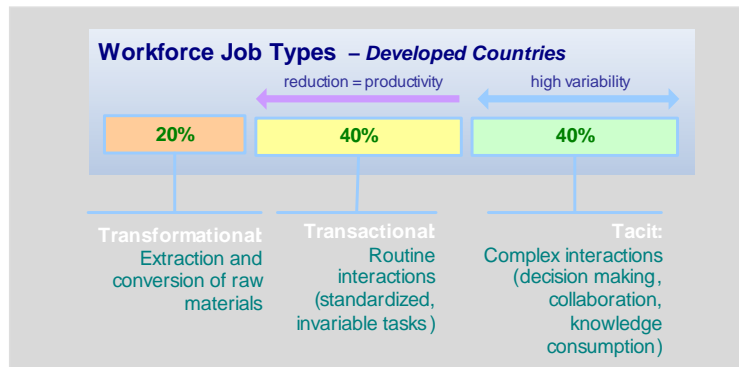 Workforce Job Types – Developed Countries
reduction = productivity
high variability
20%
40%
40%
Transformational:
Extraction and
conversion of raw
materials
Transactional:
Routine
interactions
(standardized,
invariable tasks)
Tacit:
Complex interactions
(decision making,
collaboration,
knowledge
consumption)